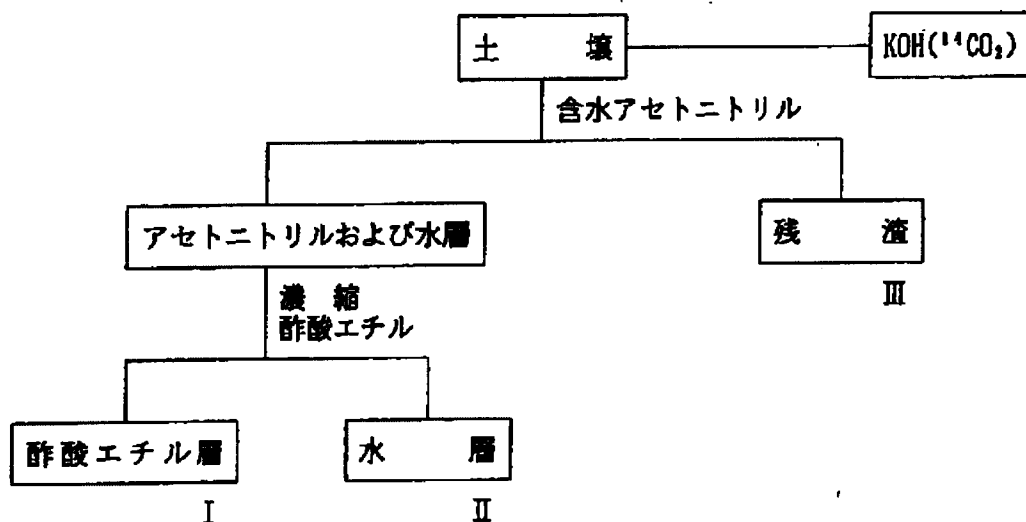 土 壌
KOH(¹⁴CO₂)
含水アセトニトリル
アセトニトリルおよび水層
残 渣
Ⅲ
濃 縮
酢酸エチル
酢酸エチル層
水 層
Ⅰ
Ⅱ